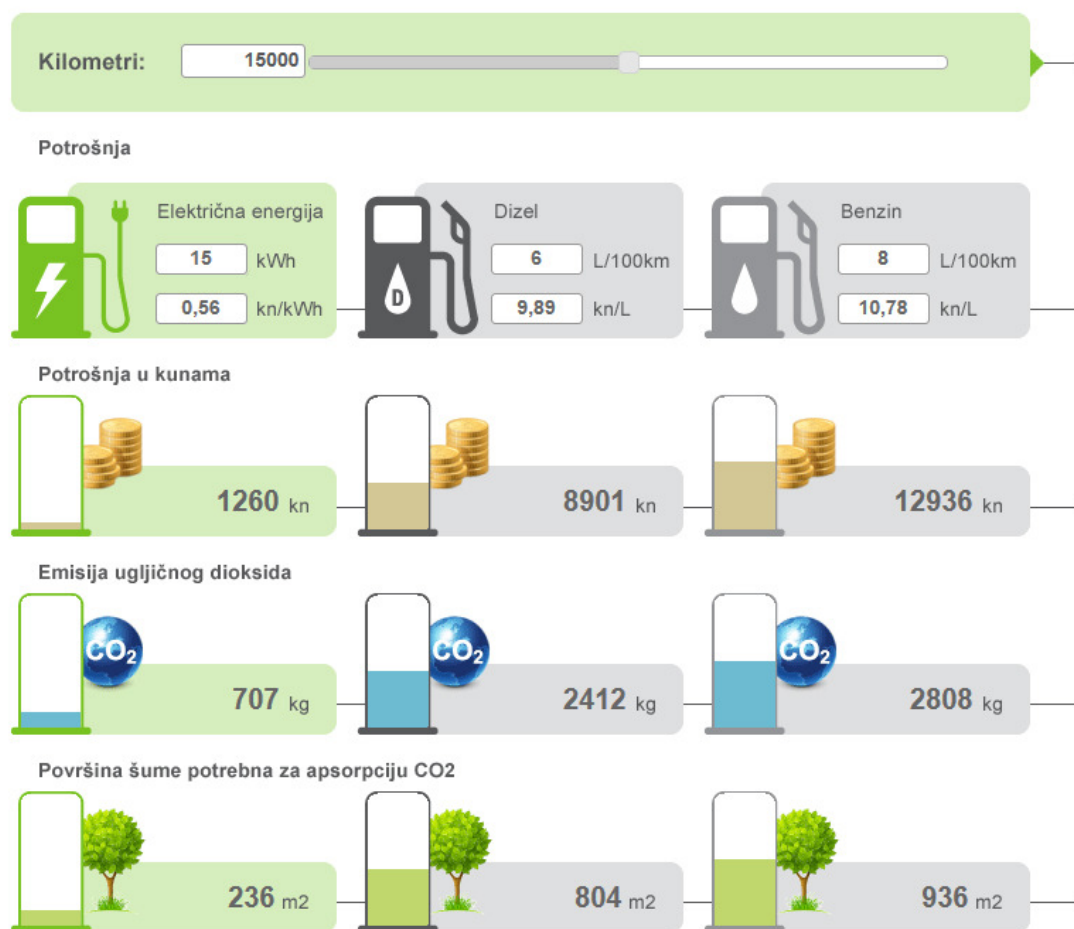 Kilometri: 15000
Potrošnja
Električna energija
15 kWh
0,56 kn/kWh
D
Dizel
6 L/100km
9,89 kn/L
Benzin
8 L/100km
10,78 kn/L
Potrošnja u kunama
1260 kn
8901 kn
12936 kn
Emisija ugljičnog dioksida
CO2
707 kg
CO2
2412 kg
CO2
2808 kg
Površina šume potrebna za apsorpciju CO2
236 m2
804 m2
936 m2